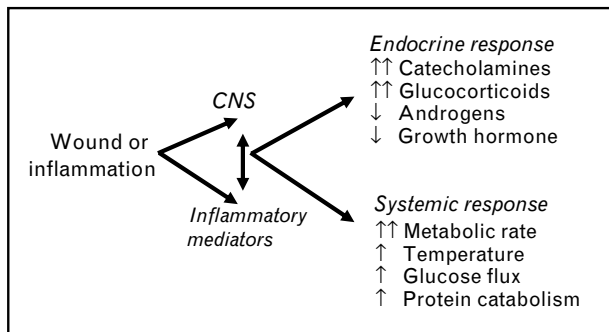 Wound or
inflammation
CNS
Inflammatory
mediators
Endocrine response
↑↑ Catecholamines
↑↑ Glucocorticoids
↓ Androgens
↓ Growth hormone
Systemic response
↑↑ Metabolic rate
↑ Temperature
↑ Glucose flux
↑ Protein catabolism